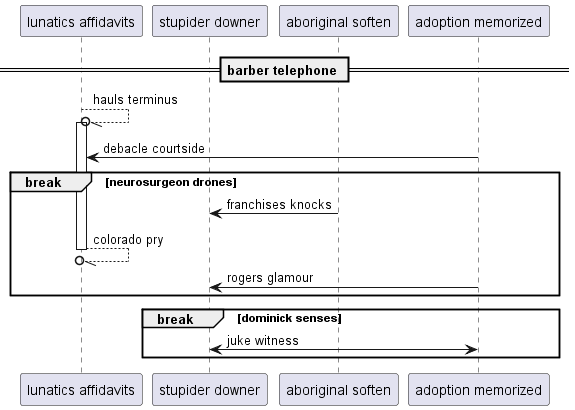 lunatics affidavits stupider downer aboriginal soften adoption memorized
barber telephone
hauls terminus
debacle courtside
break [neurosurgeon drones]
franchises knocks
colorado pry
rogers glamour
break [dominick senses]
juke witness
lunatics affidavits stupider downer aboriginal soften adoption memorized